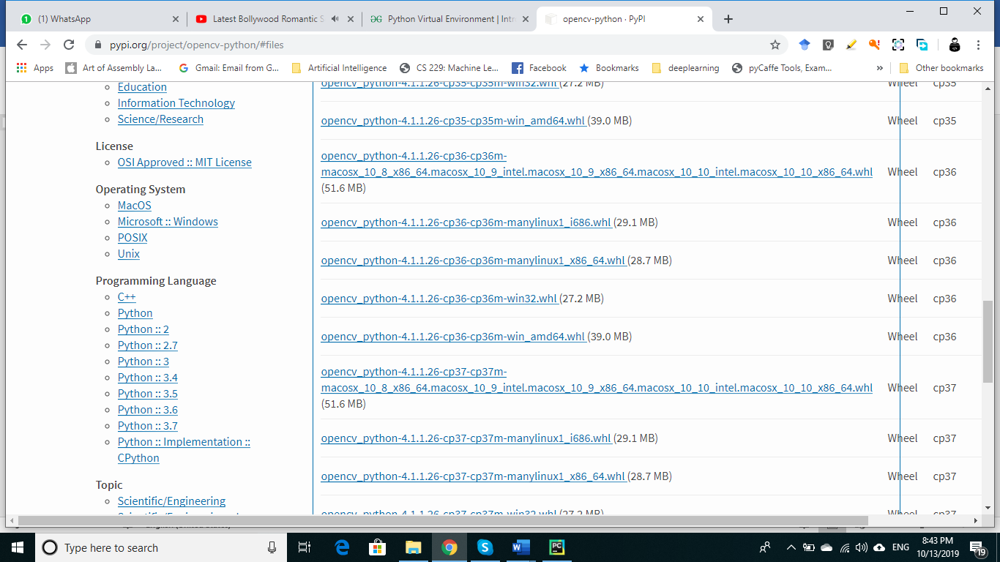 (1) WhatsApp
Latest Bollywood Romantic S
Python Virtual Environment | Intr
opencv-python · PyPI
pypi.org/project/opencv-python/#files
Apps
Art of Assembly La...
Gmail: Email from G...
Artificial Intelligence
CS 229: Machine Le...
Facebook
Bookmarks
deeplearning
pyCaffe Tools, Exam...
»
Other bookmarks
Education
Information Technology
Science/Research
License
OSI Approved :: MIT License
Operating System
MacOS
Microsoft :: Windows
POSIX
Unix
Programming Language
C++
Python
Python :: 2
Python :: 2.7
Python :: 3
Python :: 3.4
Python :: 3.5
Python :: 3.6
Python :: 3.7
Python :: Implementation ::
CPython
Topic
Scientific/Engineering
opencv_python-4.1.1.26-cp35-cp35m-win32.whl (27.2 MB) Wheel cp35
opencv_python-4.1.1.26-cp35-cp35m-win_amd64.whl (39.0 MB) Wheel cp35
opencv_python-4.1.1.26-cp36-cp36m-
macosx_10_8_x86_64.macosx_10_9_intel.macosx_10_9_x86_64.macosx_10_10_intel.macosx_10_10_x86_64.whl Wheel cp36
(51.6 MB)
opencv_python-4.1.1.26-cp36-cp36m-manylinux1_i686.whl (29.1 MB) Wheel cp36
opencv_python-4.1.1.26-cp36-cp36m-manylinux1_x86_64.whl (28.7 MB) Wheel cp36
opencv_python-4.1.1.26-cp36-cp36m-win32.whl (27.2 MB) Wheel cp36
opencv_python-4.1.1.26-cp36-cp36m-win_amd64.whl (39.0 MB) Wheel cp36
opencv_python-4.1.1.26-cp37-cp37m-
macosx_10_8_x86_64.macosx_10_9_intel.macosx_10_9_x86_64.macosx_10_10_intel.macosx_10_10_x86_64.whl Wheel cp37
(51.6 MB)
opencv_python-4.1.1.26-cp37-cp37m-manylinux1_i686.whl (29.1 MB) Wheel cp37
opencv_python-4.1.1.26-cp37-cp37m-manylinux1_x86_64.whl (28.7 MB) Wheel cp37
opencv_python-4.1.1.26-cp37-cp37m-win32.whl (27.2 MB) Wheel cp37
Type here to search
ENG
8:43 PM
10/13/2019
19